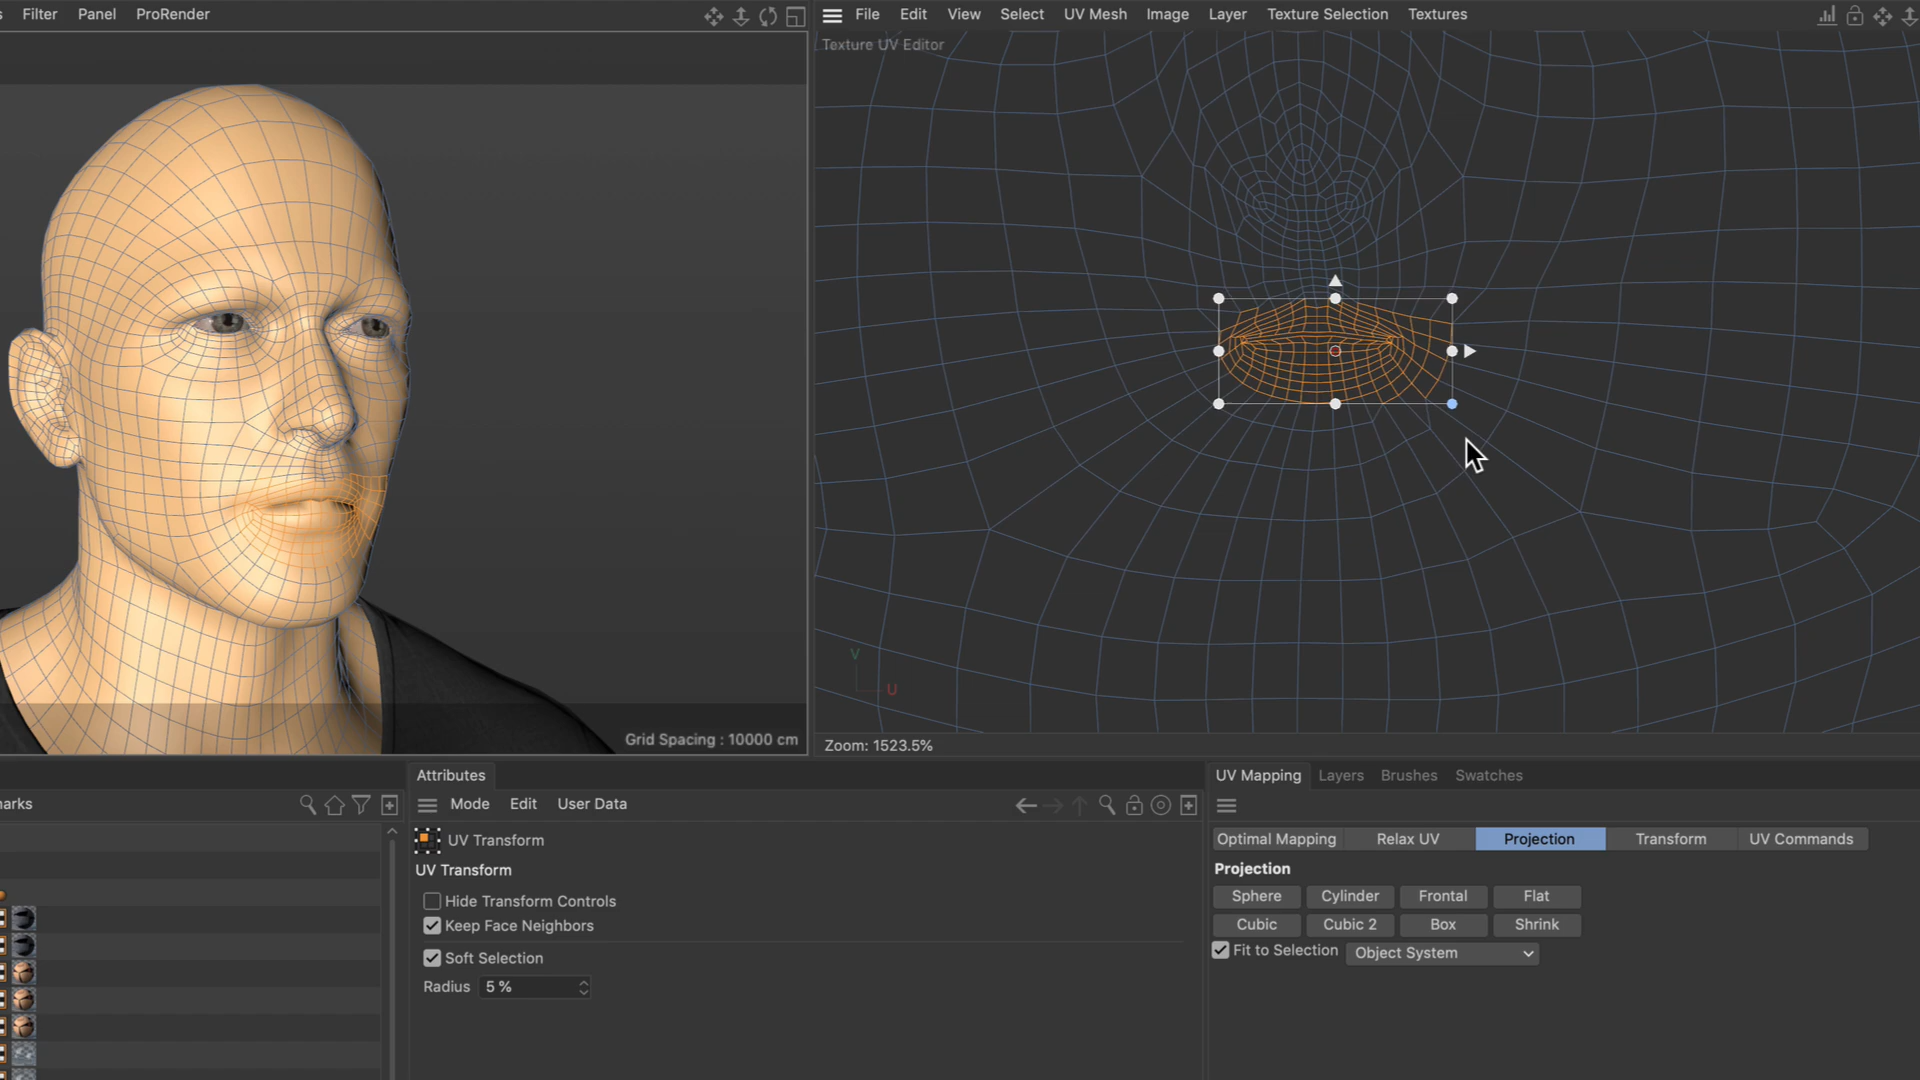 Filter Panel ProRender
File Edit View Select UV Mesh Image Layer Texture Selection Textures
Texture UV Editor
V
U
Grid Spacing : 10000 cm
Zoom: 1523.5%
Attributes
Mode Edit User Data
UV Transform
UV Transform
Hide Transform Controls
Keep Face Neighbors
Soft Selection
Radius 5 %
UV Mapping Layers Brushes Swatches
Optimal Mapping Relax UV Projection Transform UV Commands
Projection
Sphere Cylinder Frontal Flat
Cubic Cubic 2 Box Shrink
Fit to Selection Object System